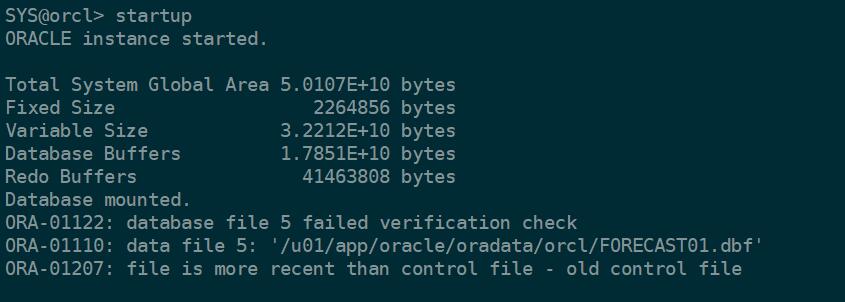 SYS@orcl> startup
ORACLE instance started.
Total System Global Area 5.0107E+10 bytes
Fixed Size 2264856 bytes
Variable Size 3.2212E+10 bytes
Database Buffers 1.7851E+10 bytes
Redo Buffers 41463808 bytes
Database mounted.
ORA-01122: database file 5 failed verification check
ORA-01110: data file 5: '/u01/app/oracle/oradata/orcl/FORECAST01.dbf'
ORA-01207: file is more recent than control file - old control file